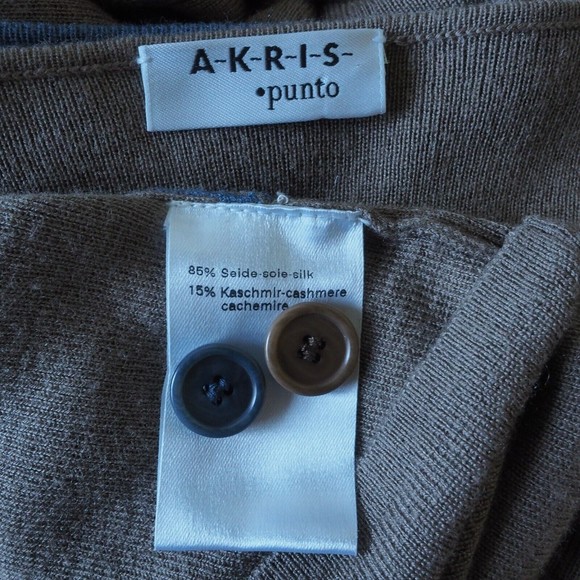 A-K-R-I-S-
•punto
85% Seide-soie-silk
15% Kaschmir-cashmere
cachemire